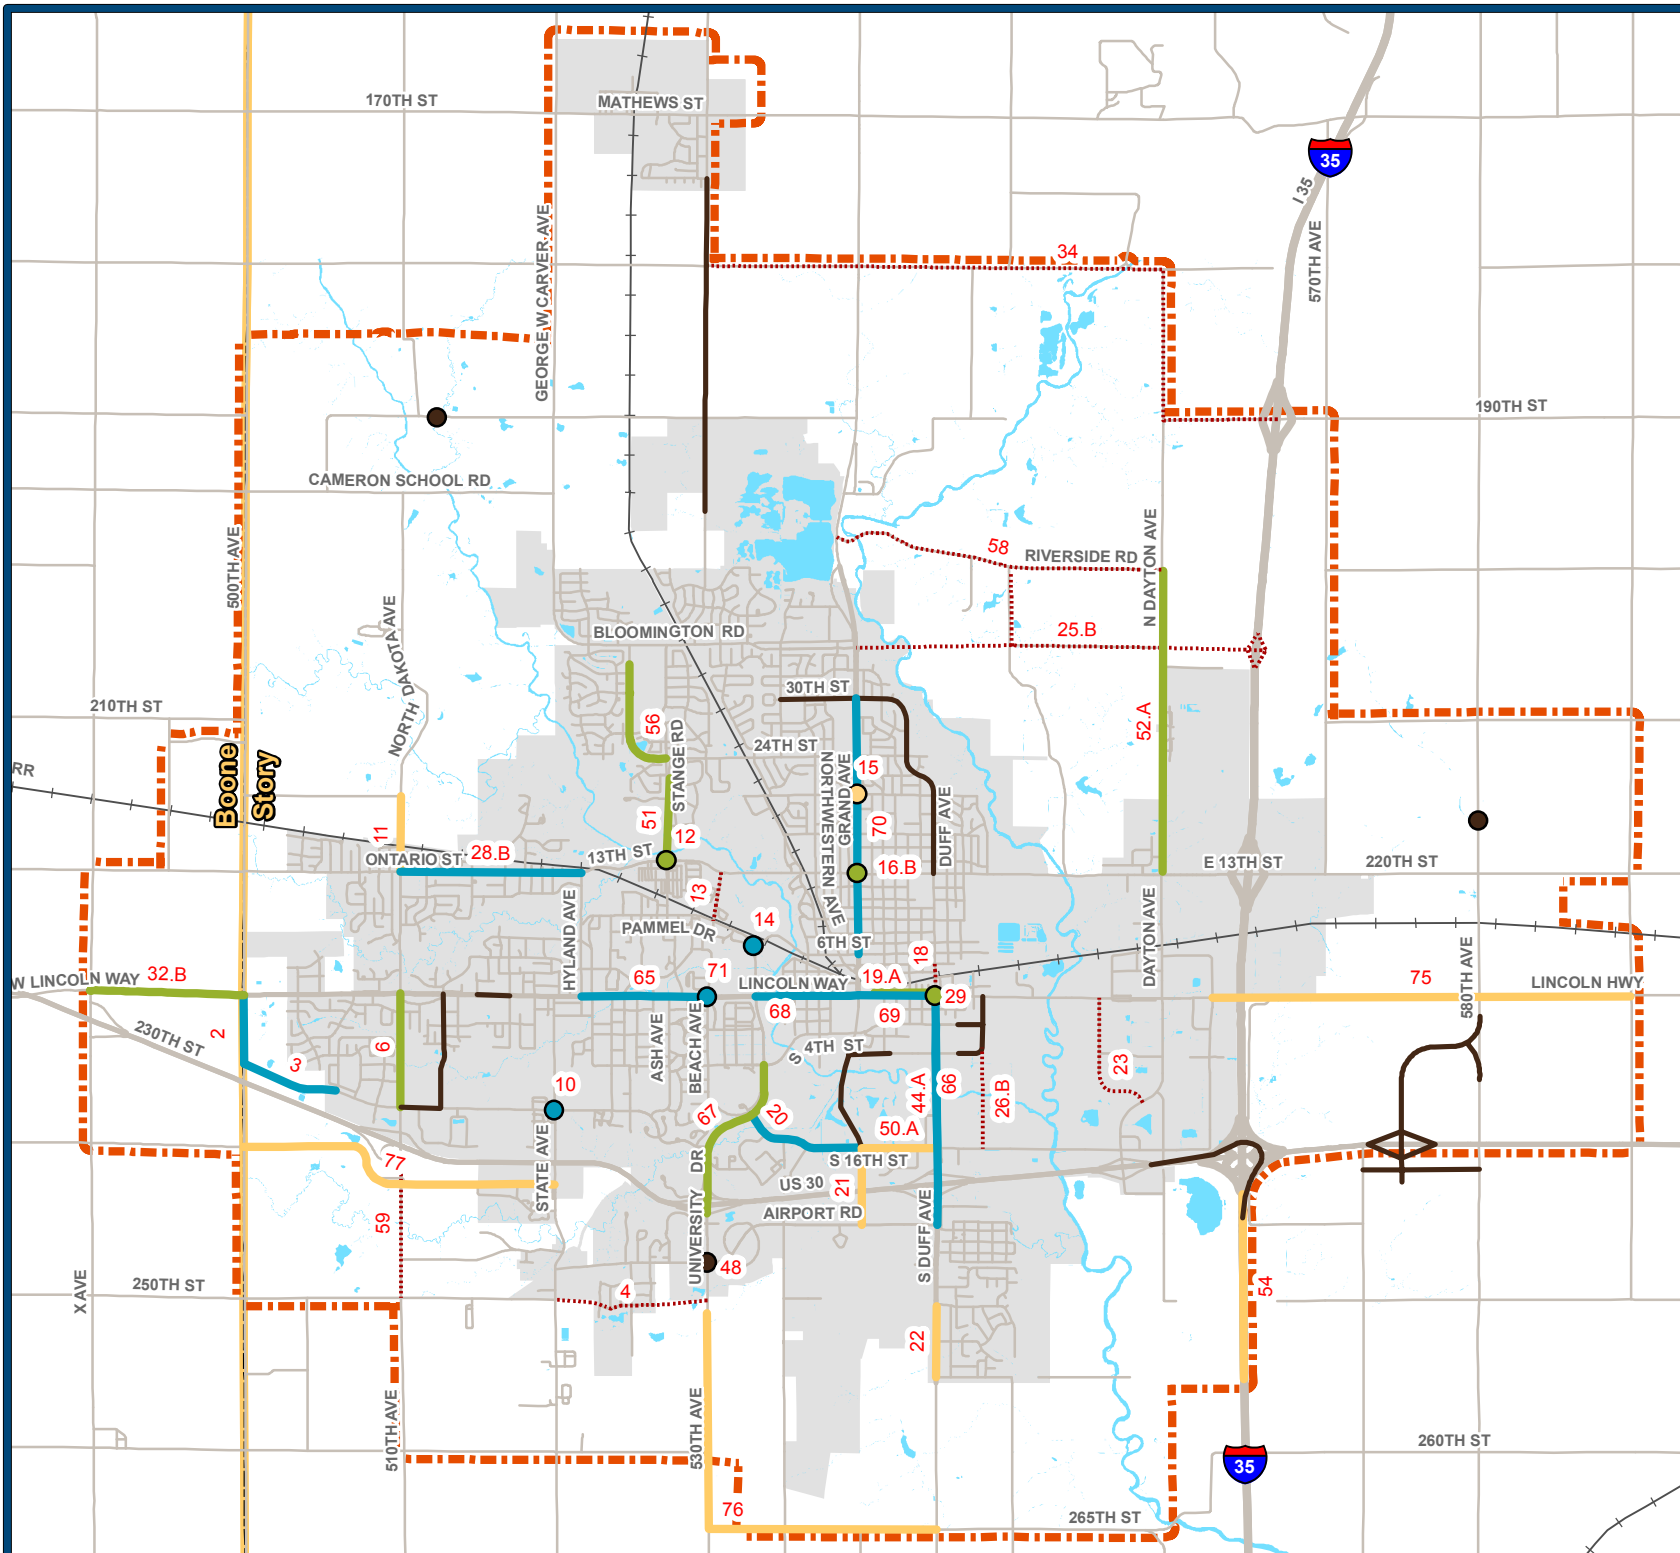 170TH ST
MATHEWS ST
35
I 35
570TH AVE
GEORGE W CARVER AVE
34
190TH ST
CAMERON SCHOOL RD
500TH AVE
N DAYTON AVE
58
RIVERSIDE RD
NORTH DAKOTA AVE
BLOOMINGTON RD
25.B
30TH ST
210TH ST
56
STANGE RD
24TH ST
52.A
RR
Boone
Story
NORTHWESTERN AVE
GRAND AVE
15
51
12
70
DUFF AVE
11
ONTARIO ST
28.B
13TH ST
16.B
E 13TH ST
220TH ST
13
14
PAMMEL DR
HYLAND AVE
6TH ST
18
DAYTON AVE
580TH AVE
W LINCOLN WAY
32.B
65
71
LINCOLN WAY
19.A
29
75
LINCOLN HWY
68
69
2
230TH ST
3
6
ASH AVE
BEACH AVE
S 4TH ST
10
44.A
66
26.B
23
67
20
50.A
S 16TH ST
77
STATE AVE
UNIVERSITY DR
US 30
21
AIRPORT RD
59
S DUFF AVE
48
X AVE
250TH ST
4
54
22
510TH AVE
530TH AVE
260TH ST
35
76
265TH ST